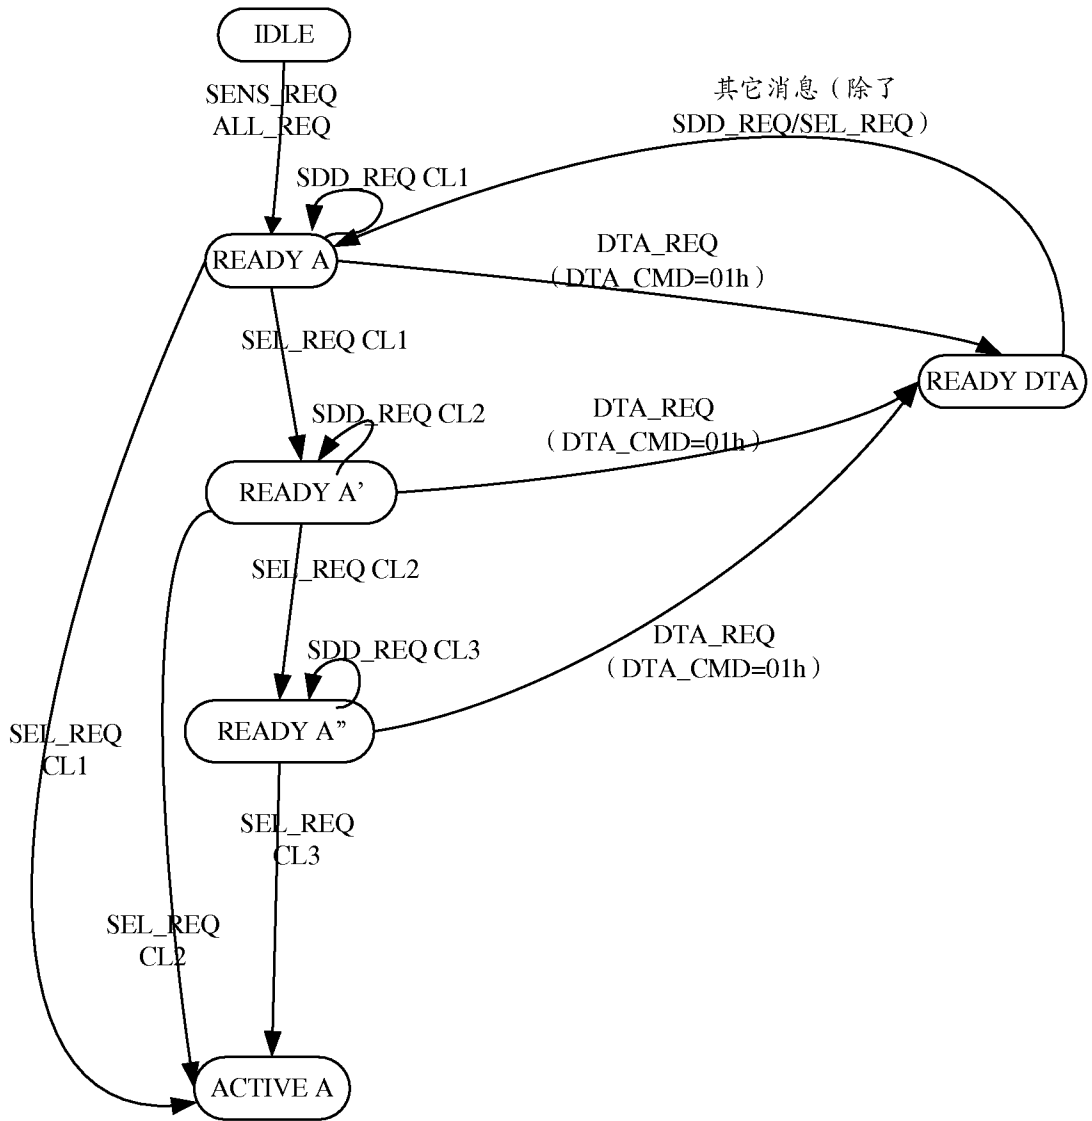 IDLE
SENS_REQ
ALL_REQ
其它消息（除了
SDD_REQ/SEL_REQ）
SDD_REQ CL1
READY A
DTA_REQ
（DTA_CMD=01h）
SEL_REQ CL1
READY DTA
SDD_REQ CL2
DTA_REQ
（DTA_CMD=01h）
READY A’
SEL_REQ CL2
SDD_REQ CL3
DTA_REQ
（DTA_CMD=01h）
READY A”
SEL_REQ
CL1
SEL_REQ
CL3
SEL_REQ
CL2
ACTIVE A